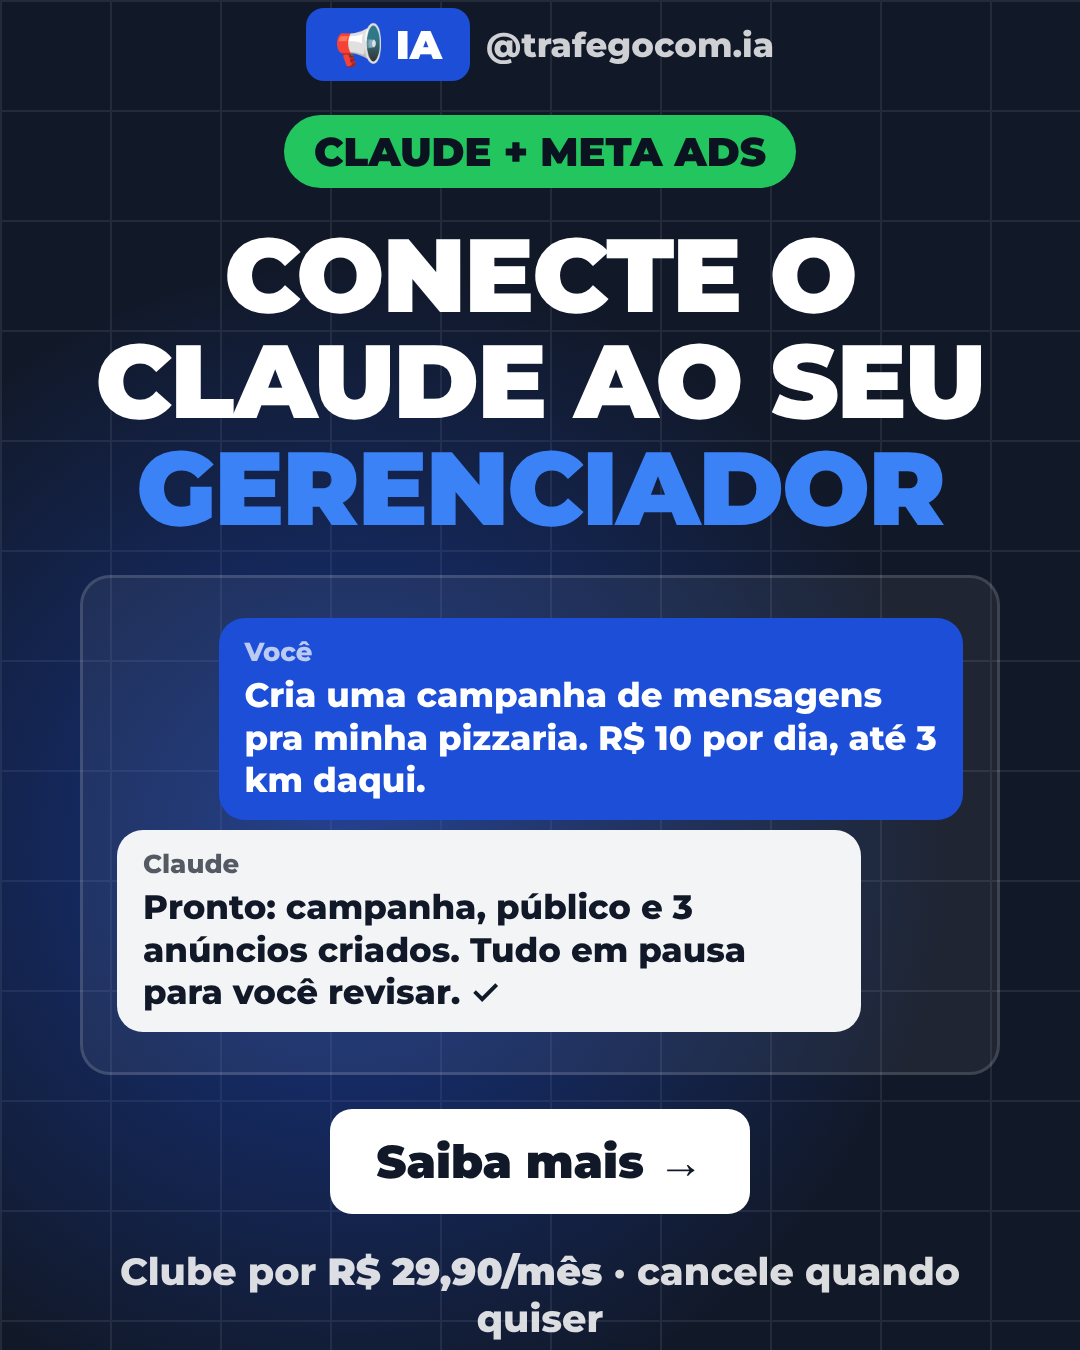 📢 IA @trafegocom.ia
CLAUDE + META ADS
CONECTE O
CLAUDE AO SEU
GERENCIADOR
Você
Cria uma campanha de mensagens
pra minha pizzaria. R$ 10 por dia, até 3
km daqui.
Claude
Pronto: campanha, público e 3
anúncios criados. Tudo em pausa
para você revisar. ✓
Saiba mais →
Clube por R$ 29,90/mês · cancele quando
quiser